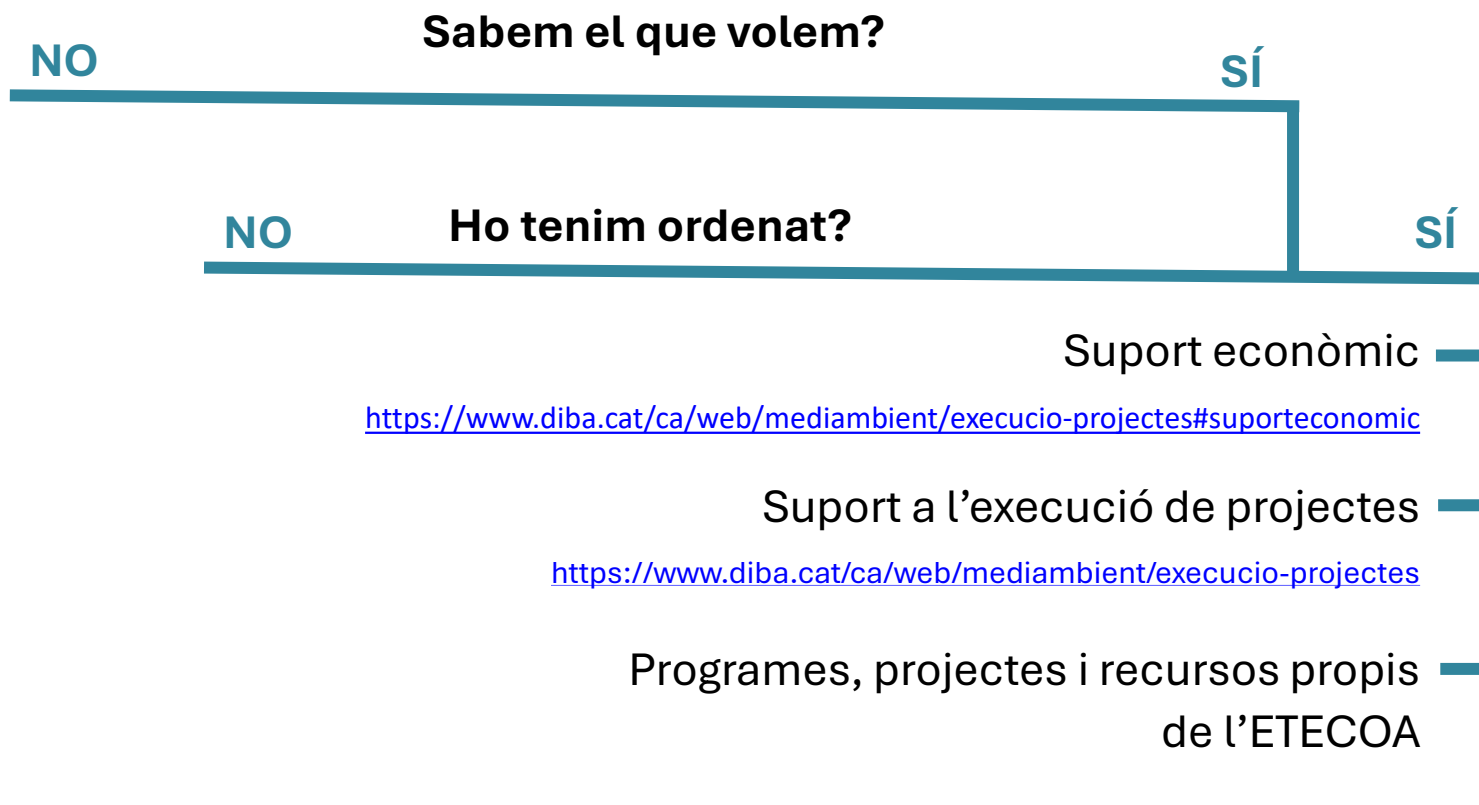 Sabem el que volem?
NO
SÍ
NO
Ho tenim ordenat?
SÍ
Suport econòmic
https://www.diba.cat/ca/web/mediambient/execucio-projectes#suporteconomic
Suport a l’execució de projectes
https://www.diba.cat/ca/web/mediambient/execucio-projectes
Programes, projectes i recursos propis
de l’ETECOA